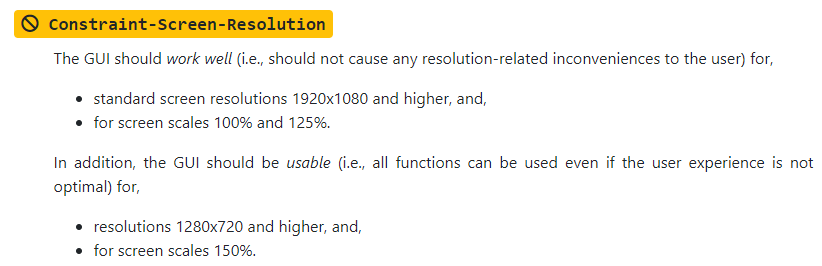 Constraint-Screen-Resolution
The GUI should work well (i.e., should not cause any resolution-related inconveniences to the user) for,
• standard screen resolutions 1920x1080 and higher, and,
• for screen scales 100% and 125%.
In addition, the GUI should be usable (i.e., all functions can be used even if the user experience is not
optimal) for,
• resolutions 1280x720 and higher, and,
• for screen scales 150%.